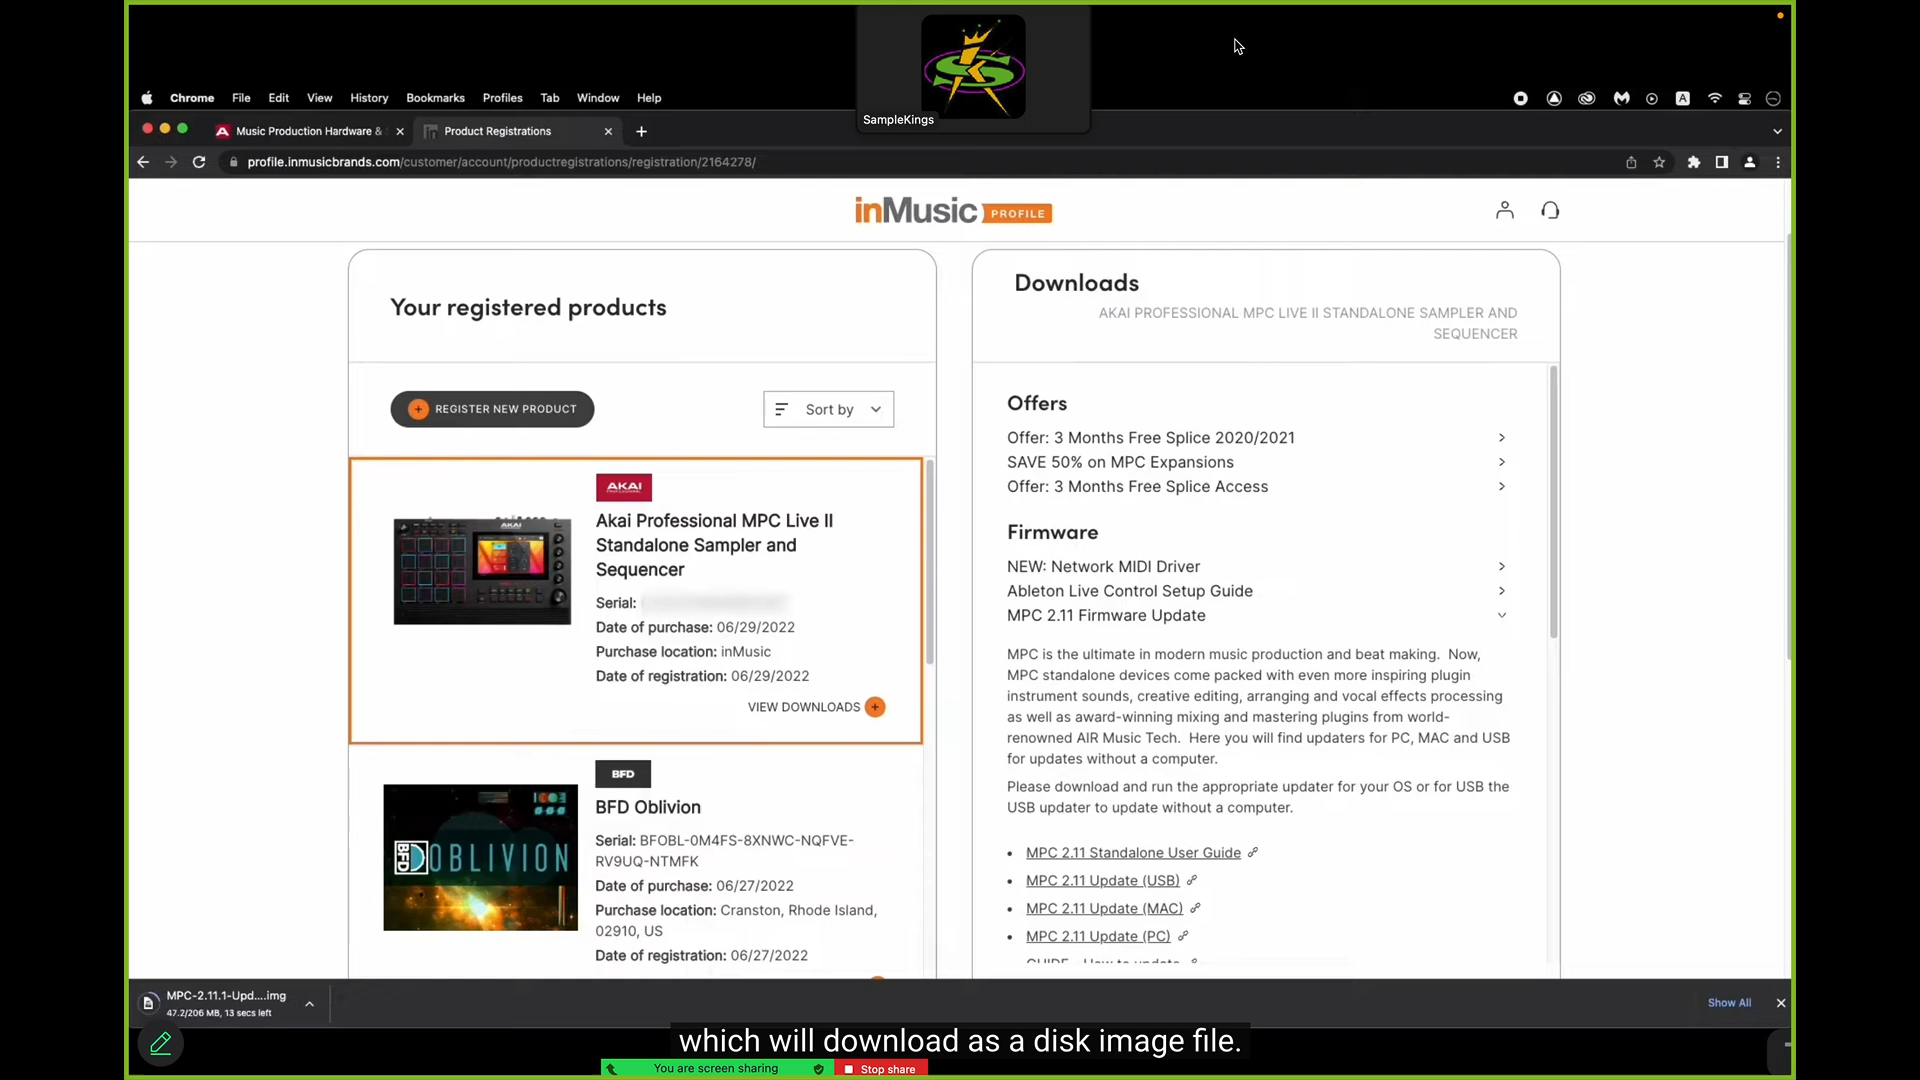 SampleKings
Chrome File Edit View History Bookmarks Profiles Tab Window Help
Music Production Hardware &
Product Registrations
profile.inmusicbrands.com/customer/account/productregistrations/registration/2164278/
inMusic PROFILE
Your registered products
REGISTER NEW PRODUCT
Sort by
AKAI
PROFESSIONAL
Akai Professional MPC Live II
Standalone Sampler and
Sequencer
Serial:
Date of purchase: 06/29/2022
Purchase location: inMusic
Date of registration: 06/29/2022
VIEW DOWNLOADS
BFD
BFD OBLIVION
BFD Oblivion
Serial: BFOBL-0M4FS-8XNWC-NQFVE-
RV9UQ-NTMFK
Date of purchase: 06/27/2022
Purchase location: Cranston, Rhode Island,
02910, US
Date of registration: 06/27/2022
Downloads
AKAI PROFESSIONAL MPC LIVE II STANDALONE SAMPLER AND
SEQUENCER
Offers
Offer: 3 Months Free Splice 2020/2021
SAVE 50% on MPC Expansions
Offer: 3 Months Free Splice Access
Firmware
NEW: Network MIDI Driver
Ableton Live Control Setup Guide
MPC 2.11 Firmware Update
MPC is the ultimate in modern music production and beat making. Now,
MPC standalone devices come packed with even more inspiring plugin
instrument sounds, creative editing, arranging and vocal effects processing
as well as award-winning mixing and mastering plugins from world-
renowned AIR Music Tech. Here you will find updaters for PC, MAC and USB
for updates without a computer.
Please download and run the appropriate updater for your OS or for USB the
USB updater to update without a computer.
MPC 2.11 Standalone User Guide
MPC 2.11 Update (USB)
MPC 2.11 Update (MAC)
MPC 2.11 Update (PC)
GUIDE - How to update
MPC-2.11.1-Upd....img
47.2/206 MB, 13 secs left
Show All
which will download as a disk image file.
You are screen sharing
Stop share